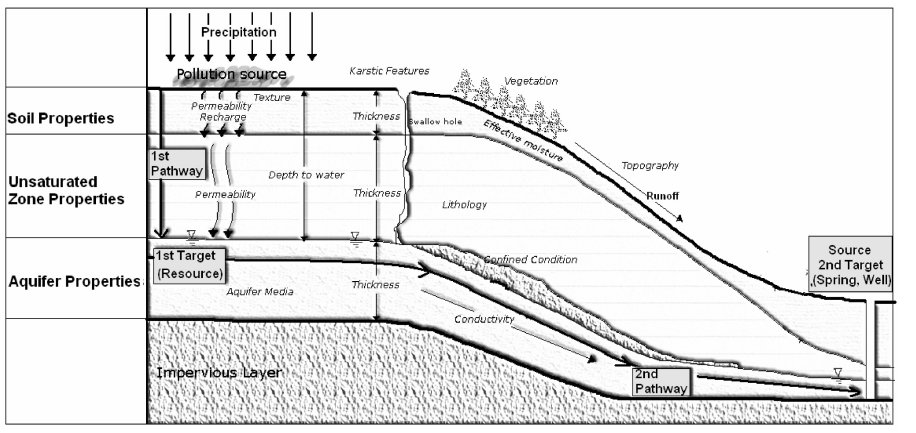 Precipitation
Pollution source
Karstic Features
Vegetation
Texture
Soil Properties
Permeability
Recharge
Thickness
Swallow hole
Effective moisture
1st
Pathway
Unsaturated
Zone Properties
Depth to water
Permeability
Thickness
Lithology
Topography
Runoff
1st Target
(Resource)
Confined Condition
Source
2nd Target
(Spring, Well)
Aquifer Properties
Aquifer Media
Thickness
Conductivity
Impervious Layer
2nd
Pathway